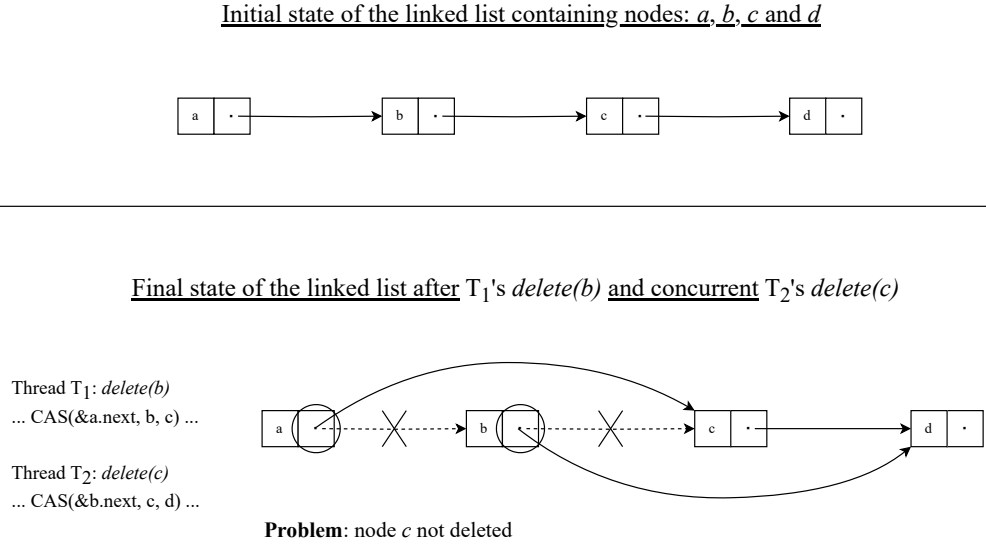 Initial state of the linked list containing nodes: a, b, c and d
a
b
c
d
Final state of the linked list after T1's delete(b) and concurrent T2's delete(c)
Thread T1: delete(b)
... CAS(&a.next, b, c) ...
a
b
c
d
Thread T2: delete(c)
... CAS(&b.next, c, d) ...
Problem: node c not deleted